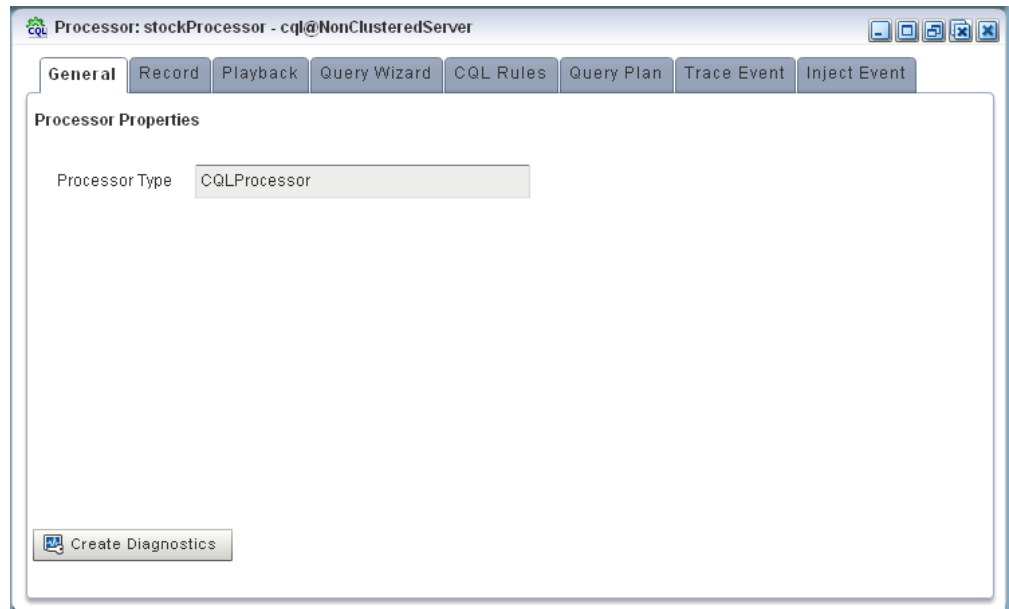 CQL Processor: stockProcessor - cql@NonClusteredServer
General Record Playback Query Wizard CQL Rules Query Plan Trace Event Inject Event
Processor Properties
Processor Type CQLProcessor
Create Diagnostics